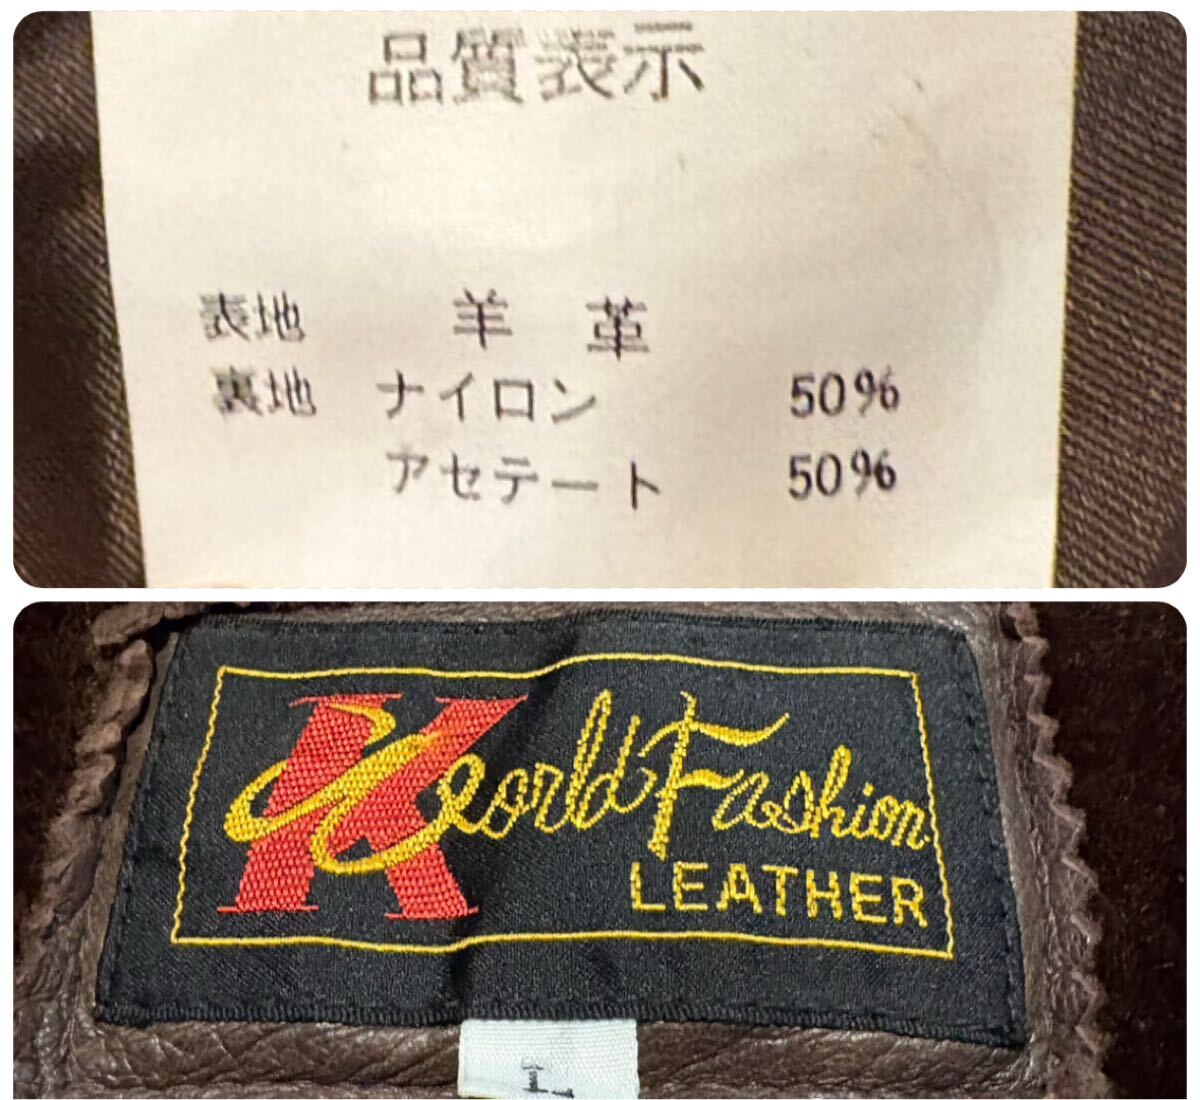 品質表示
表地 羊 革
裏地 ナイロン 50%
アセテート 50%
K
World Fashion
LEATHER